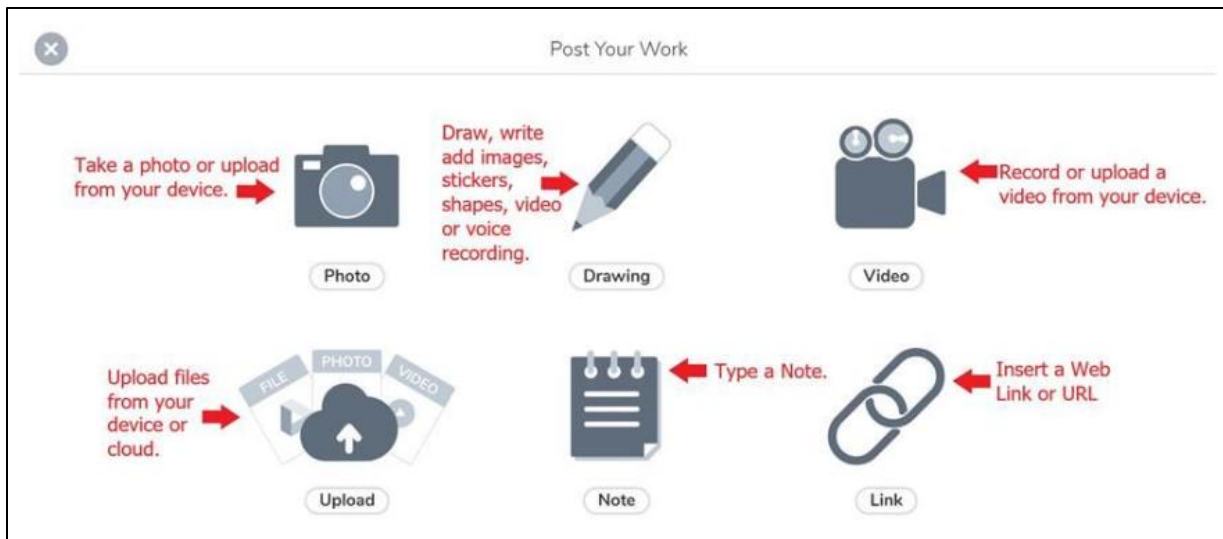 Post Your Work
Take a photo or upload
from your device.
Photo
Draw, write
add images,
stickers,
shapes, video
or voice
recording.
Drawing
Record or upload a
video from your device.
Video
Upload files
from your
device or
cloud.
FILE
PHOTO
VIDEO
Upload
Type a Note.
Note
Insert a Web
Link or URL
Link